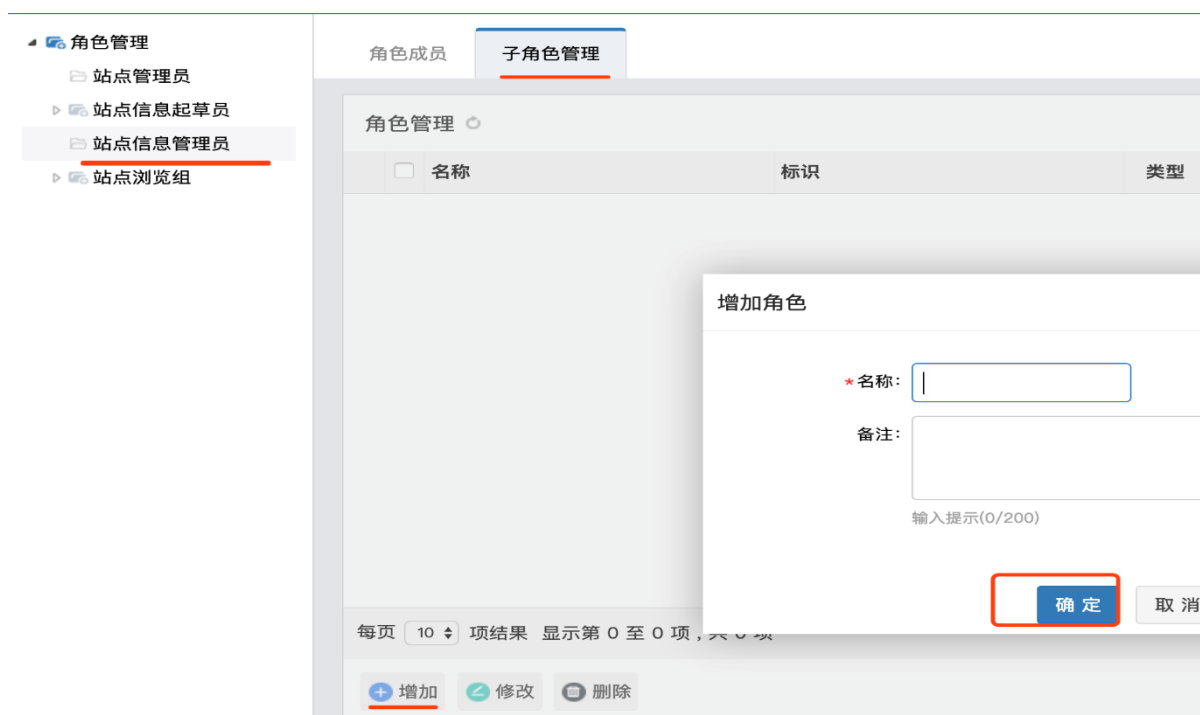 角色管理
站点管理员
站点信息起草员
站点信息管理员
站点浏览组
角色成员 子角色管理
角色管理
名称 标识 类型
增加角色
*名称:
备注:
输入提示(0/200)
确定 取消
每页 10 项结果 显示第 0 至 0 项，共 0 项
增加 修改 删除